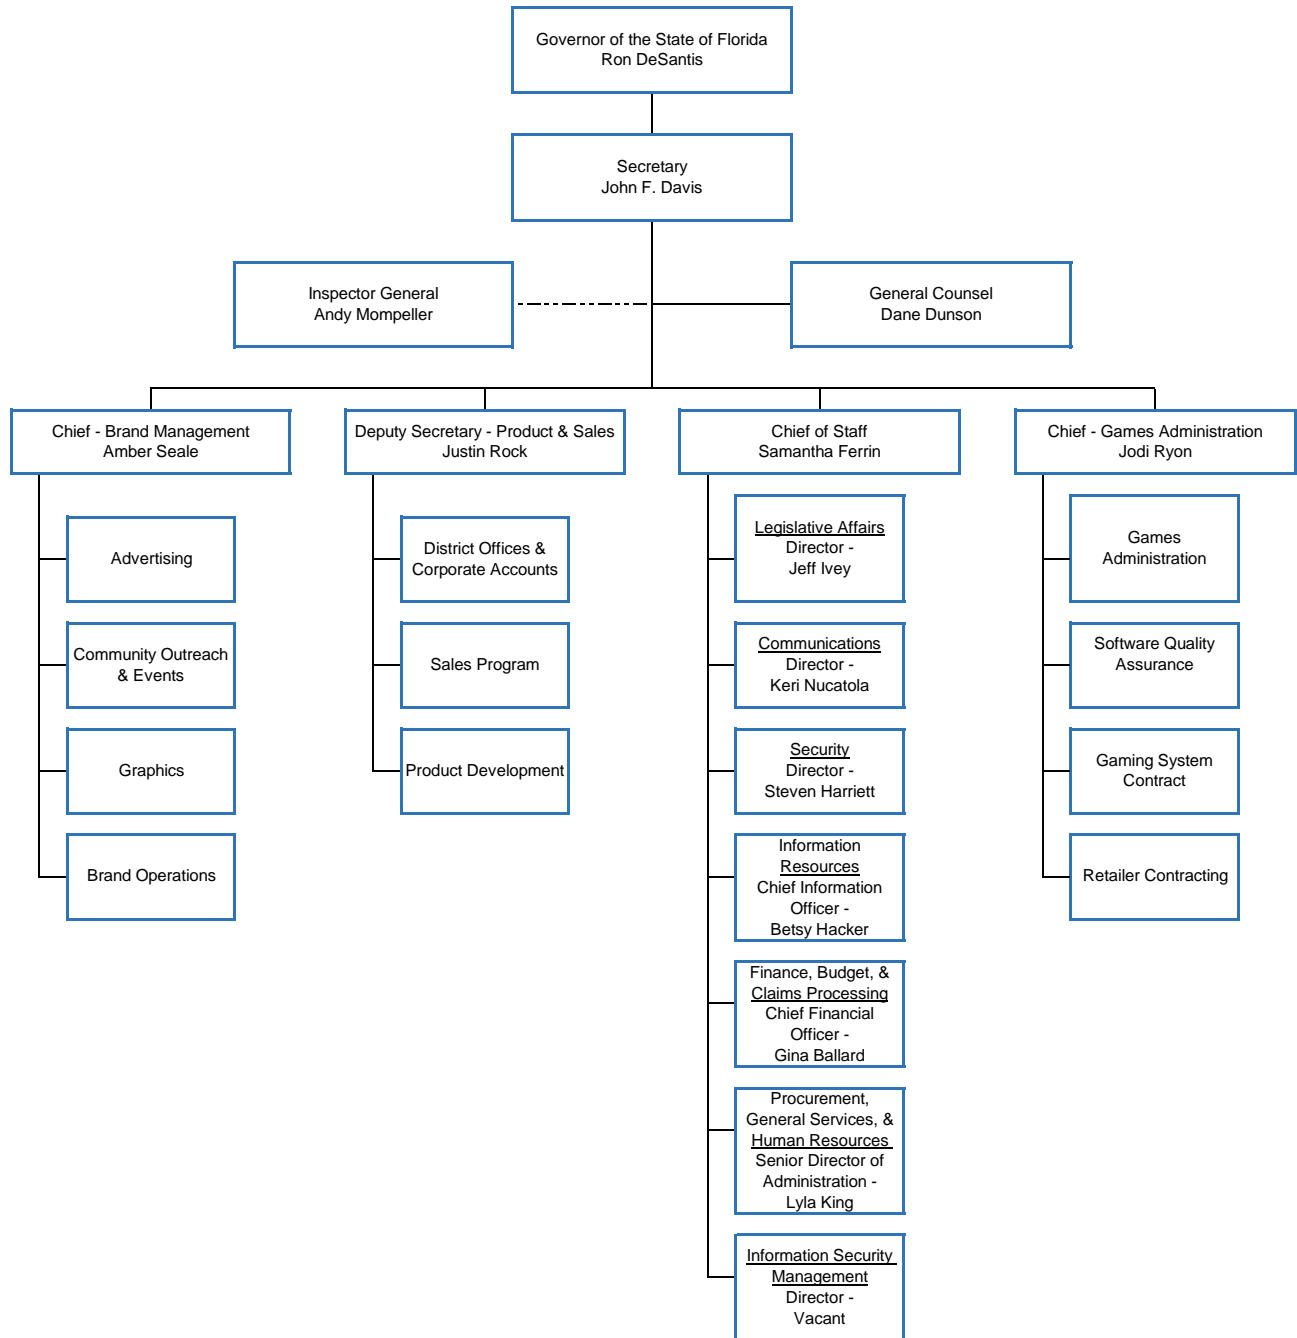 Governor of the State of Florida
Ron DeSantis
Secretary
John F. Davis
Inspector General
Andy Mompeller
General Counsel
Dane Dunson
Chief - Brand Management
Amber Seale
Deputy Secretary - Product & Sales
Justin Rock
Chief of Staff
Samantha Ferrin
Chief - Games Administration
Jodi Ryon
Advertising
Community Outreach
& Events
Graphics
Brand Operations
District Offices &
Corporate Accounts
Sales Program
Product Development
Legislative Affairs
Director -
Jeff Ivey
Communications
Director -
Keri Nucatola
Security
Director -
Steven Harriett
Information
Resources
Chief Information
Officer -
Betsy Hacker
Finance, Budget, &
Claims Processing
Chief Financial
Officer -
Gina Ballard
Procurement,
General Services, &
Human Resources
Senior Director of
Administration -
Lyla King
Information Security
Management
Director -
Vacant
Games
Administration
Software Quality
Assurance
Gaming System
Contract
Retailer Contracting